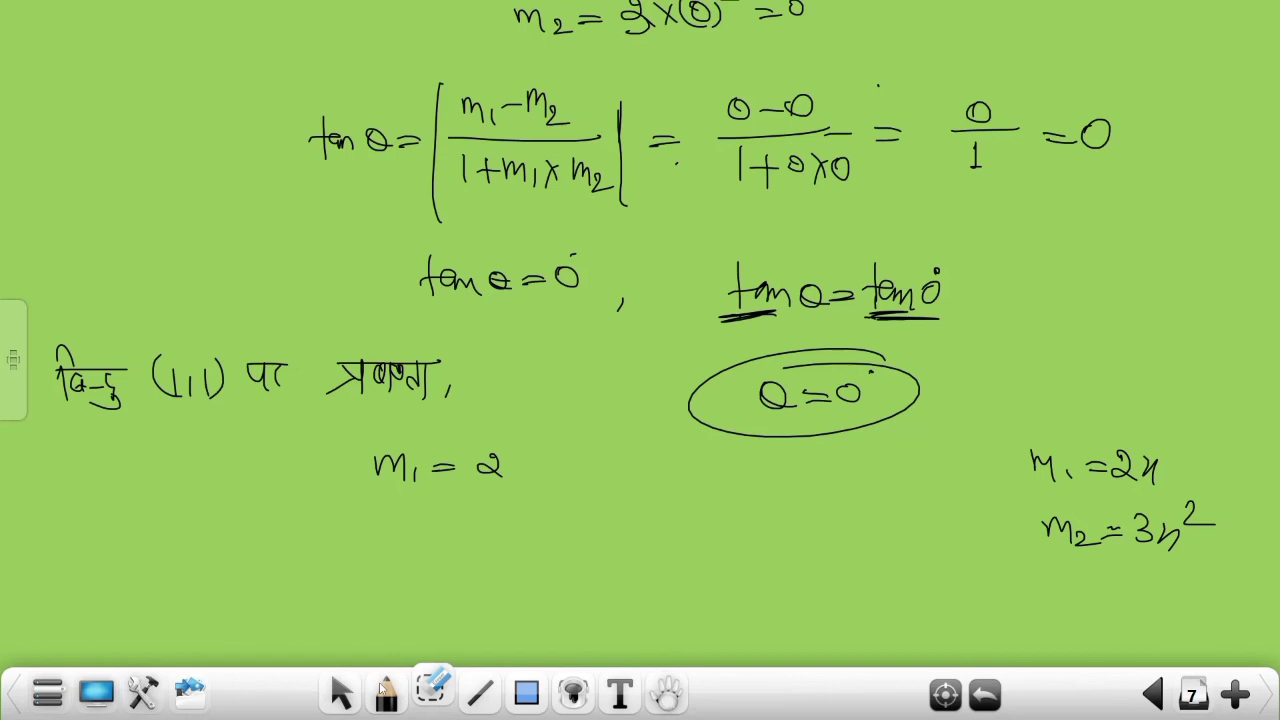 m₂ = 3×(0)² = 0
tan θ = |m₁-m₂ / 1+m₁×m₂| = 0-0 / 1+0×0 = 0/1 = 0
tan θ = 0 , tan θ = tan 0°
बिन्दु (1,1) पर प्रवणता,
θ = 0°
m₁ = 2
m₁ = 2x
m₂ = 3x²
7